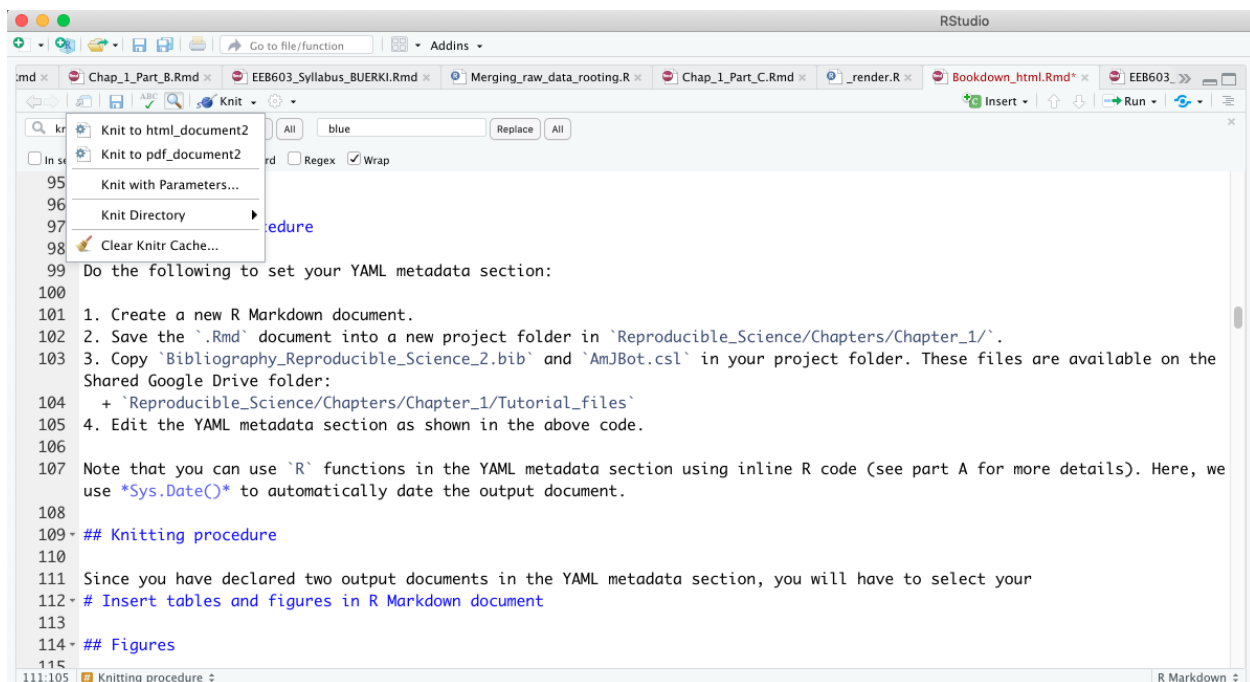 RStudio
Go to file/function Addins
:md × Chap_1_Part_B.Rmd × EEB603_Syllabus_BUERKI.Rmd × Merging_raw_data_rooting.R × Chap_1_Part_C.Rmd × _render.R × Bookdown_html.Rmd* × EEB603_
ABC Knit Insert Run
kn All blue Replace All
In se rd Regex Wrap
Knit to html_document2
Knit to pdf_document2
Knit with Parameters...
Knit Directory
Clear Knitr Cache...
95
96
97 edure
98
99 Do the following to set your YAML metadata section:
100
101 1. Create a new R Markdown document.
102 2. Save the `.Rmd` document into a new project folder in `Reproducible_Science/Chapters/Chapter_1/`.
103 3. Copy `Bibliography_Reproducible_Science_2.bib` and `AmJBot.csl` in your project folder. These files are available on the
Shared Google Drive folder:
104 + `Reproducible_Science/Chapters/Chapter_1/Tutorial_files`
105 4. Edit the YAML metadata section as shown in the above code.
106
107 Note that you can use `R` functions in the YAML metadata section using inline R code (see part A for more details). Here, we
use *Sys.Date()* to automatically date the output document.
108
109 ## Knitting procedure
110
111 Since you have declared two output documents in the YAML metadata section, you will have to select your
112 # Insert tables and figures in R Markdown document
113
114 ## Figures
115
111:105 # Knitting procedure R Markdown